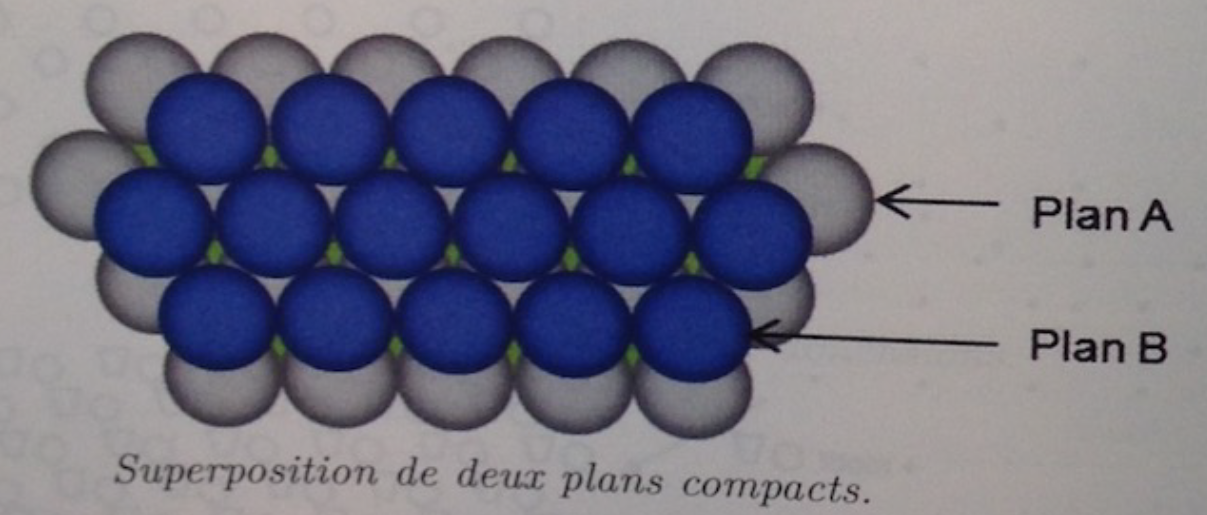 Plan A
Plan B
Superposition de deux plans compacts.